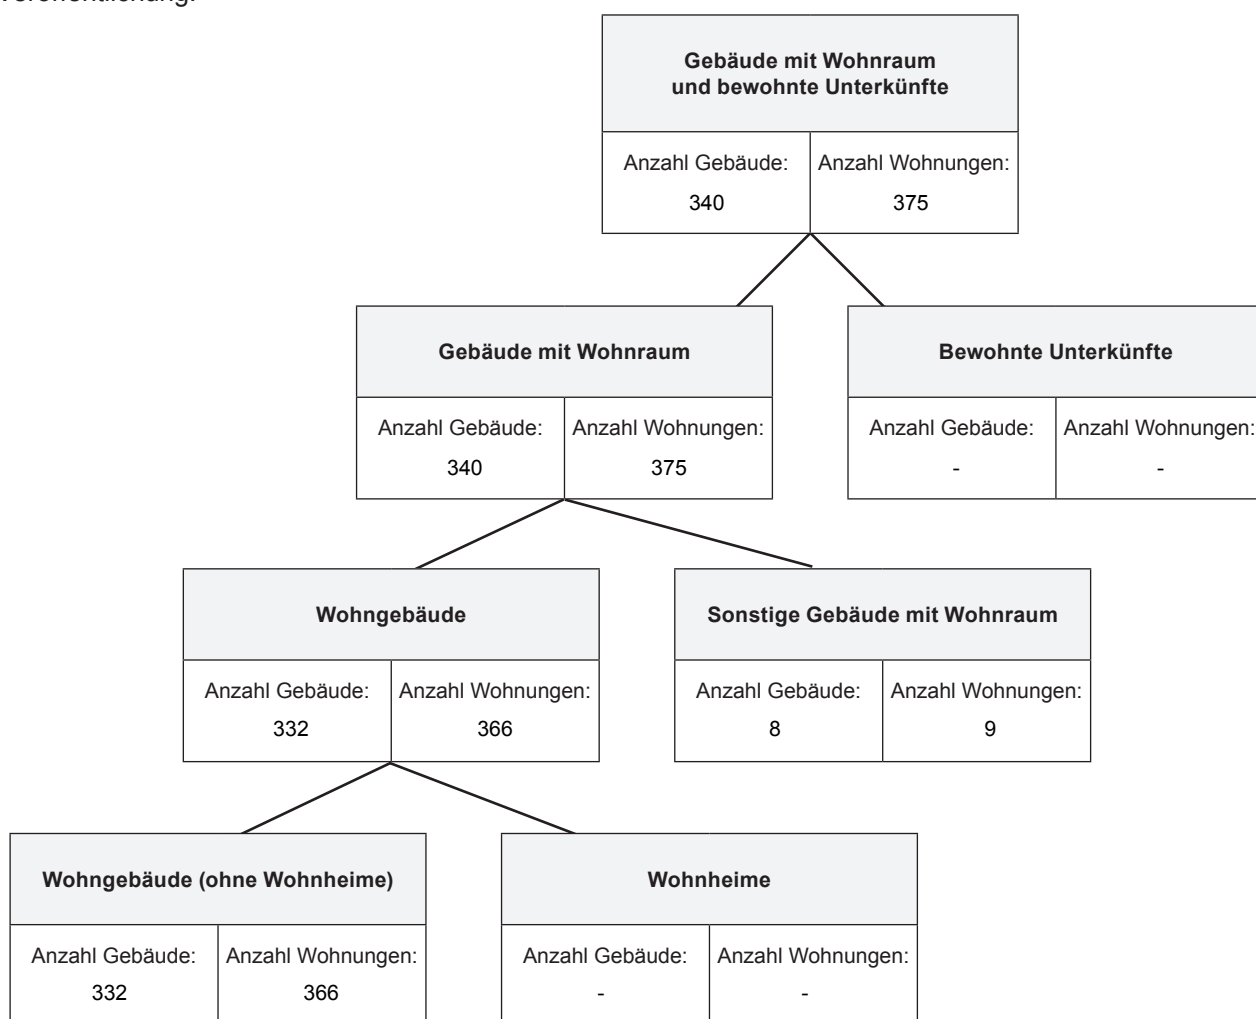 Veröffentlichung.
Gebäude mit Wohnraum
und bewohnte Unterkünfte
Anzahl Gebäude:
340
Anzahl Wohnungen:
375
Gebäude mit Wohnraum
Anzahl Gebäude:
340
Anzahl Wohnungen:
375
Bewohnte Unterkünfte
Anzahl Gebäude:
-
Anzahl Wohnungen:
-
Wohngebäude
Anzahl Gebäude:
332
Anzahl Wohnungen:
366
Sonstige Gebäude mit Wohnraum
Anzahl Gebäude:
8
Anzahl Wohnungen:
9
Wohngebäude (ohne Wohnheime)
Anzahl Gebäude:
332
Anzahl Wohnungen:
366
Wohnheime
Anzahl Gebäude:
-
Anzahl Wohnungen:
-